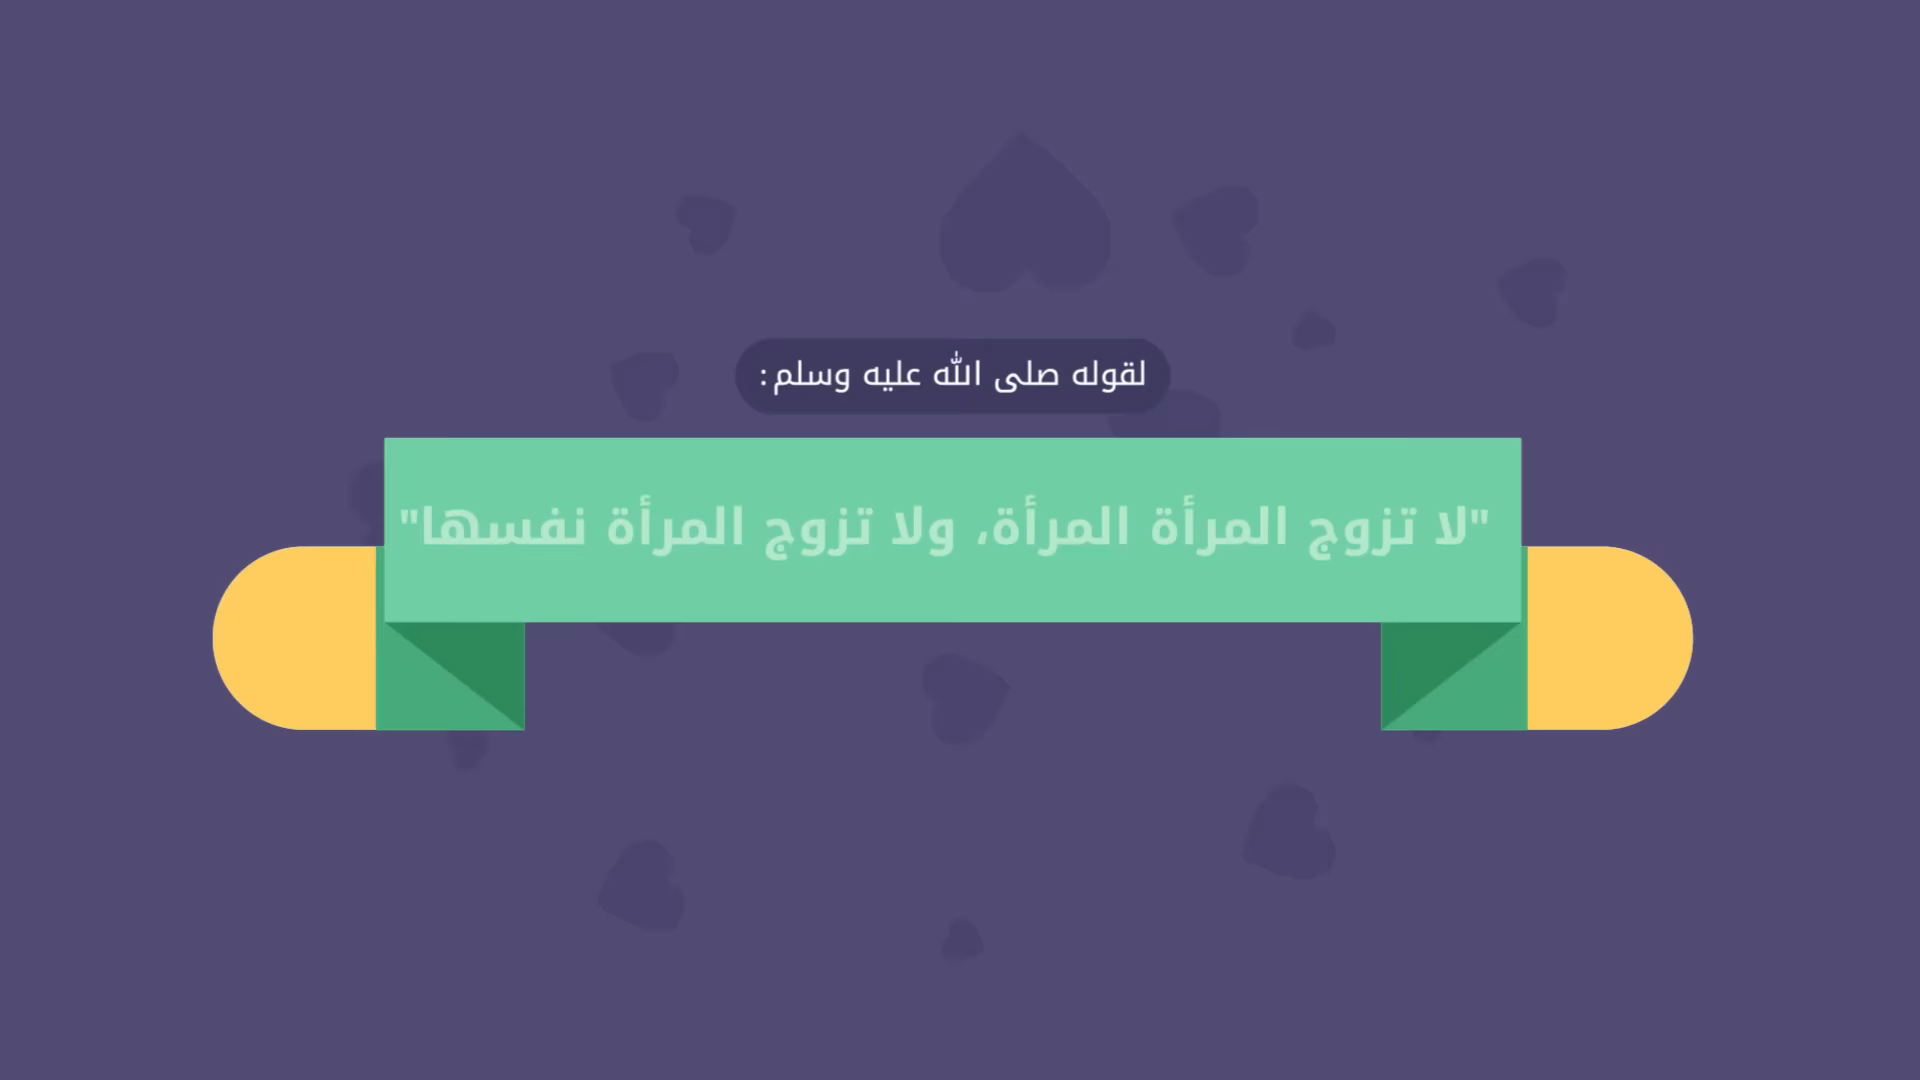 لقوله صلى الله عليه وسلم:
"لا تزوج المرأة المرأة، ولا تزوج المرأة نفسها"